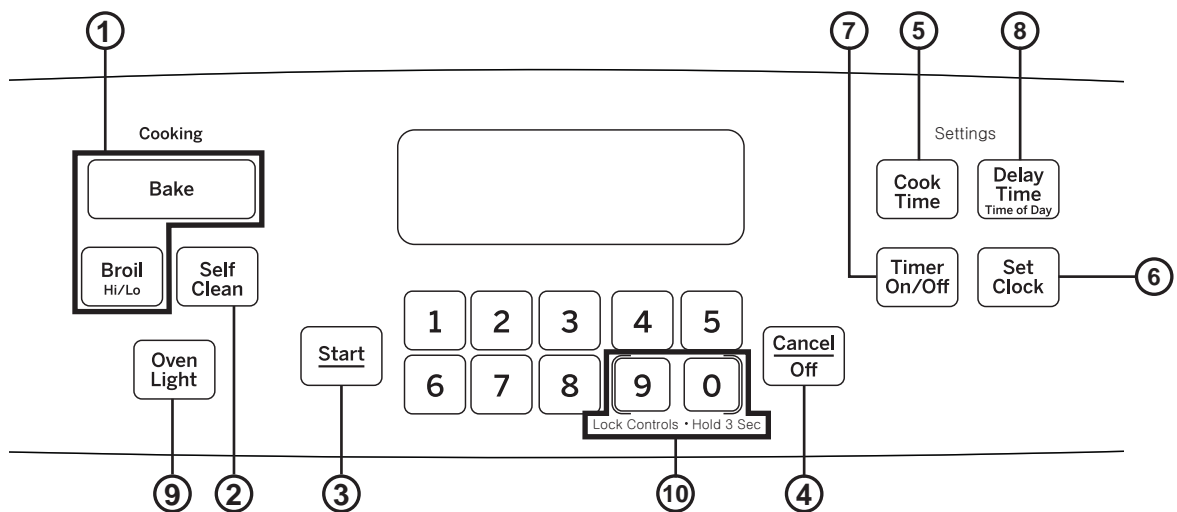 1
7
5
8
Cooking
Settings
Bake
Cook
Time
Delay
Time
Time of Day
Broil
Hi/Lo
Self
Clean
Timer
On/Off
Set
Clock
6
1 2 3 4 5
Oven
Light
Start
Cancel
Off
6 7 8 9 0
Lock Controls • Hold 3 Sec
9
2
3
10
4